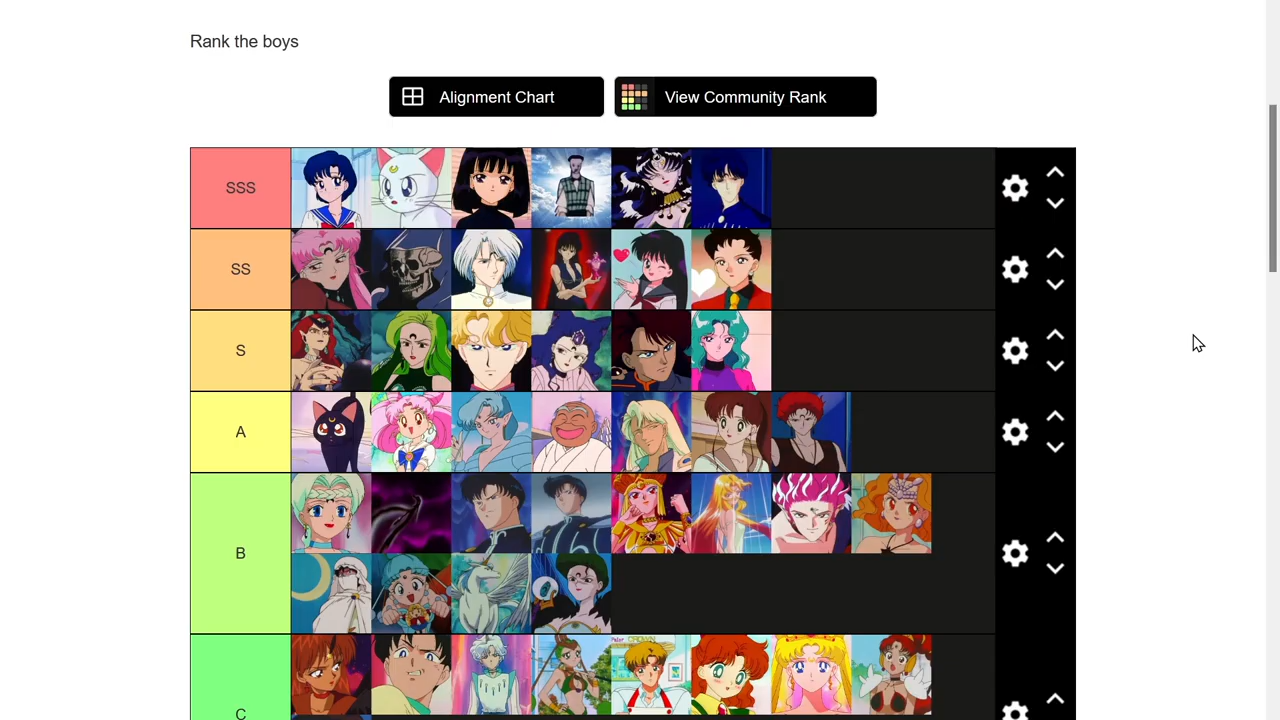 Rank the boys
Alignment Chart
View Community Rank
SSS
SS
S
A
B
C